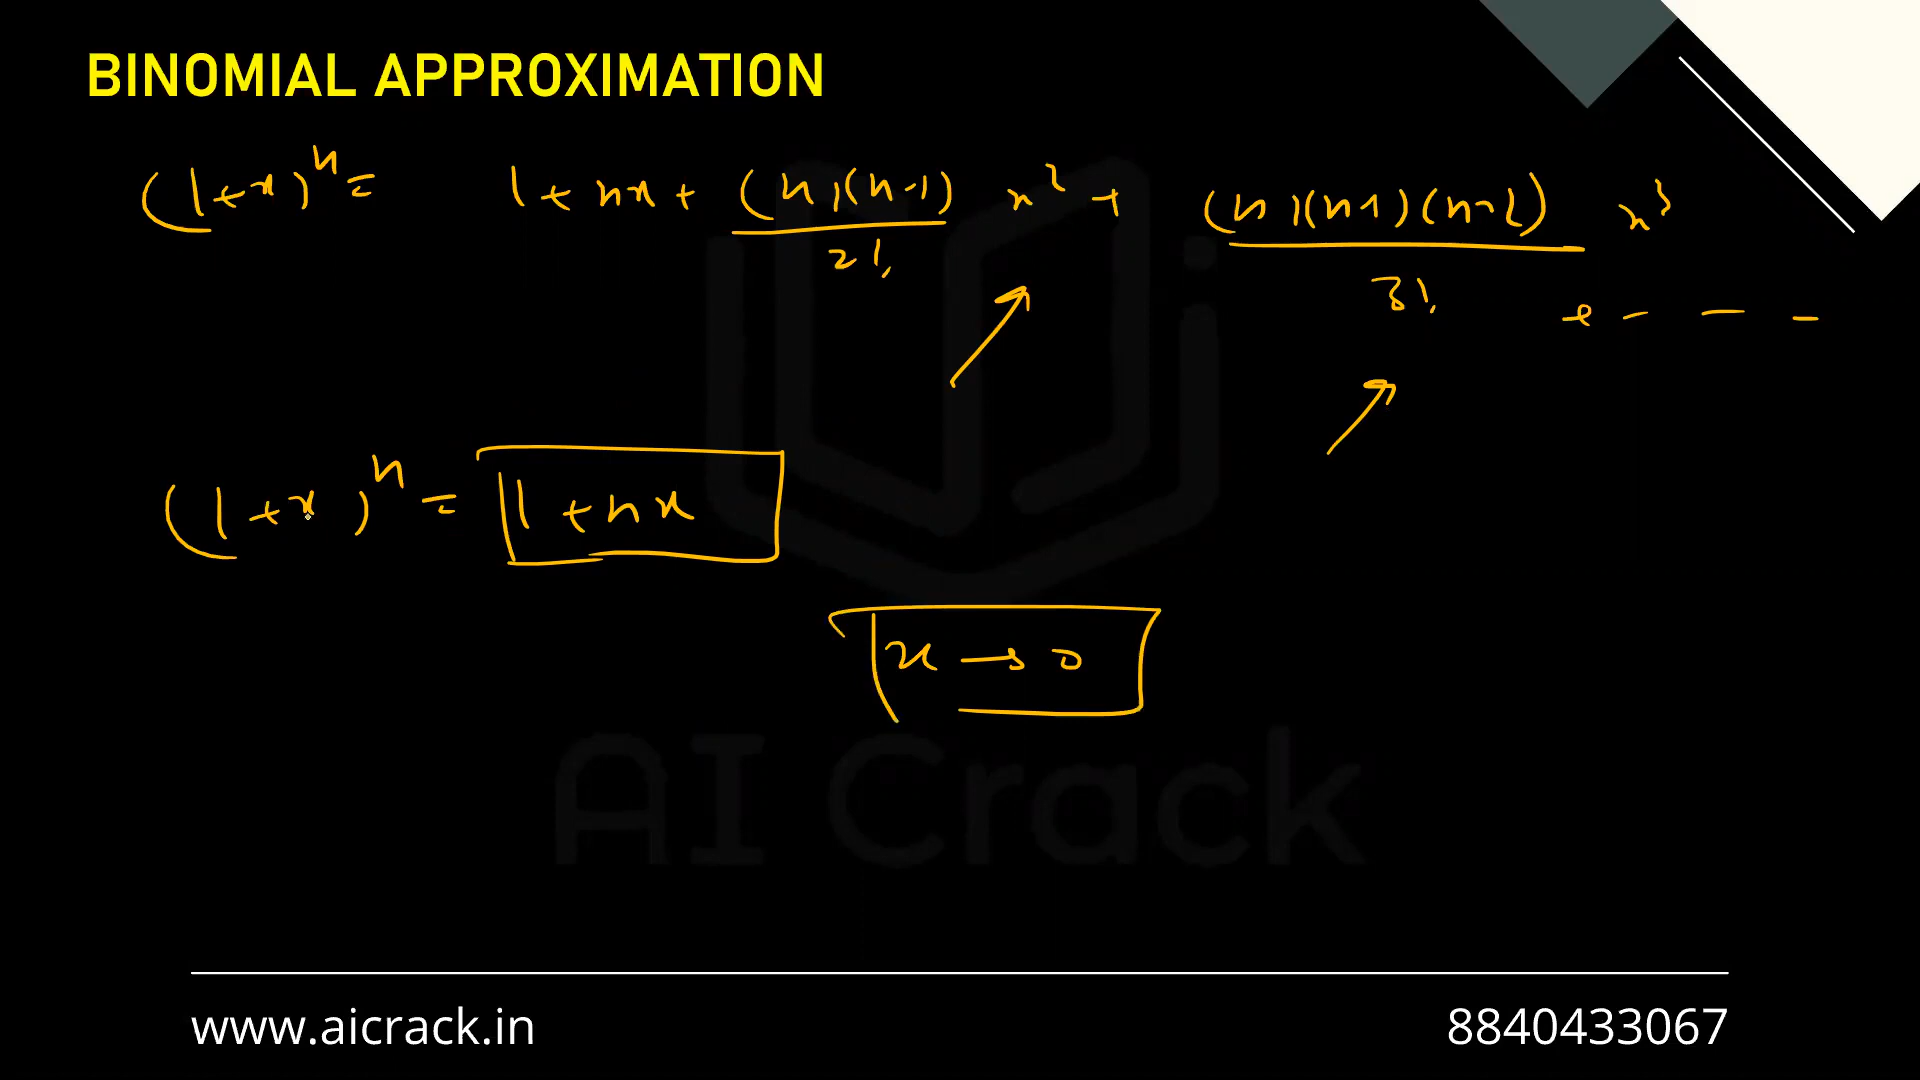 BINOMIAL APPROXIMATION
(1+x)^n = 1 + nx + (n)(n-1)/2! x^2 + (n)(n-1)(n-2)/3! x^3 + - - -
(1+x)^n = 1+nx
x → 0
AI Crack
www.aicrack.in
8840433067